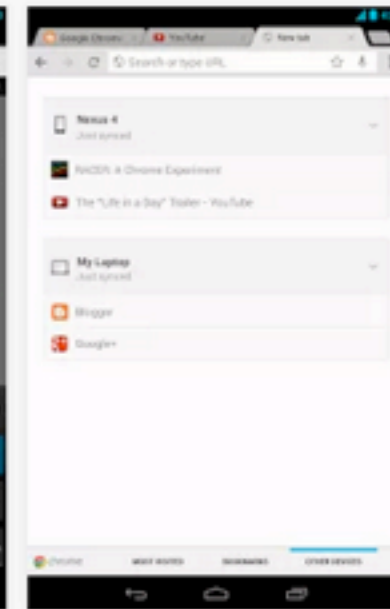 Google Chrome YouTube New tab
Search or type URL
Nexus 4
Just synced
RACER: A Chrome Experiment
The "Life in a Day" Trailer - YouTube
My Laptop
Just synced
Blogger
Google+
chrome MOST VISITED BOOKMARKS OTHER DEVICES